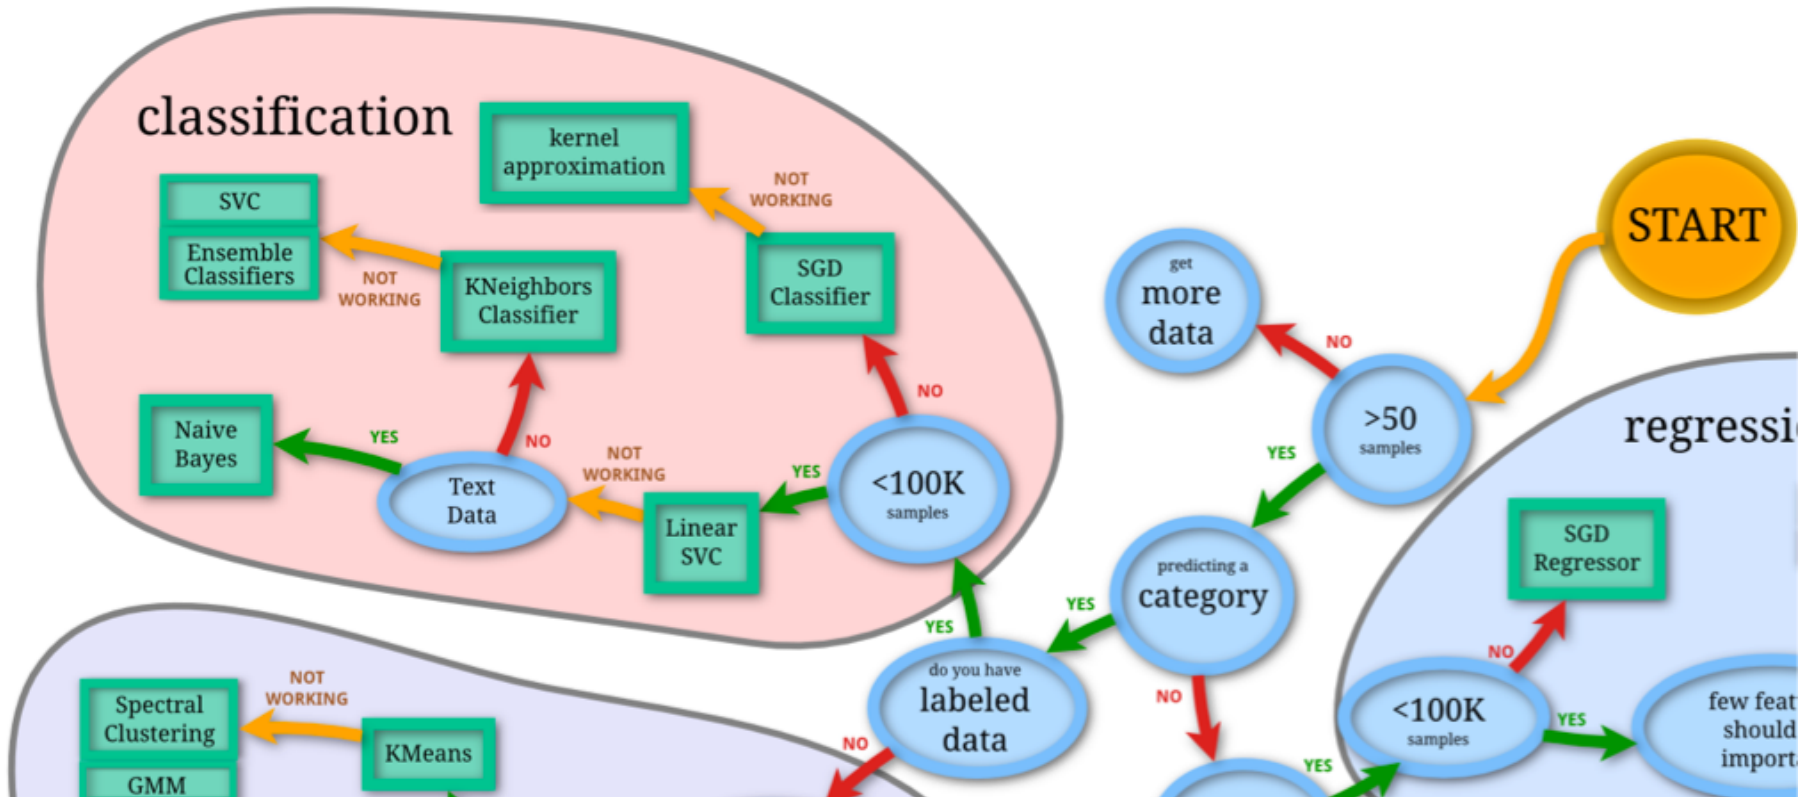 classification
kernel
approximation
NOT
WORKING
SVC
Ensemble
Classifiers
NOT
WORKING
KNeighbors
Classifier
SGD
Classifier
NO
START
get
more
data
NO
>50
samples
YES
regressi
Naive
Bayes
YES
NO
Text
Data
NOT
WORKING
Linear
SVC
YES
<100K
samples
YES
predicting a
category
YES
NO
do you have
labeled
data
NO
SGD
Regressor
NO
<100K
samples
YES
few feat
should
import
YES
Spectral
Clustering
GMM
NOT
WORKING
KMeans